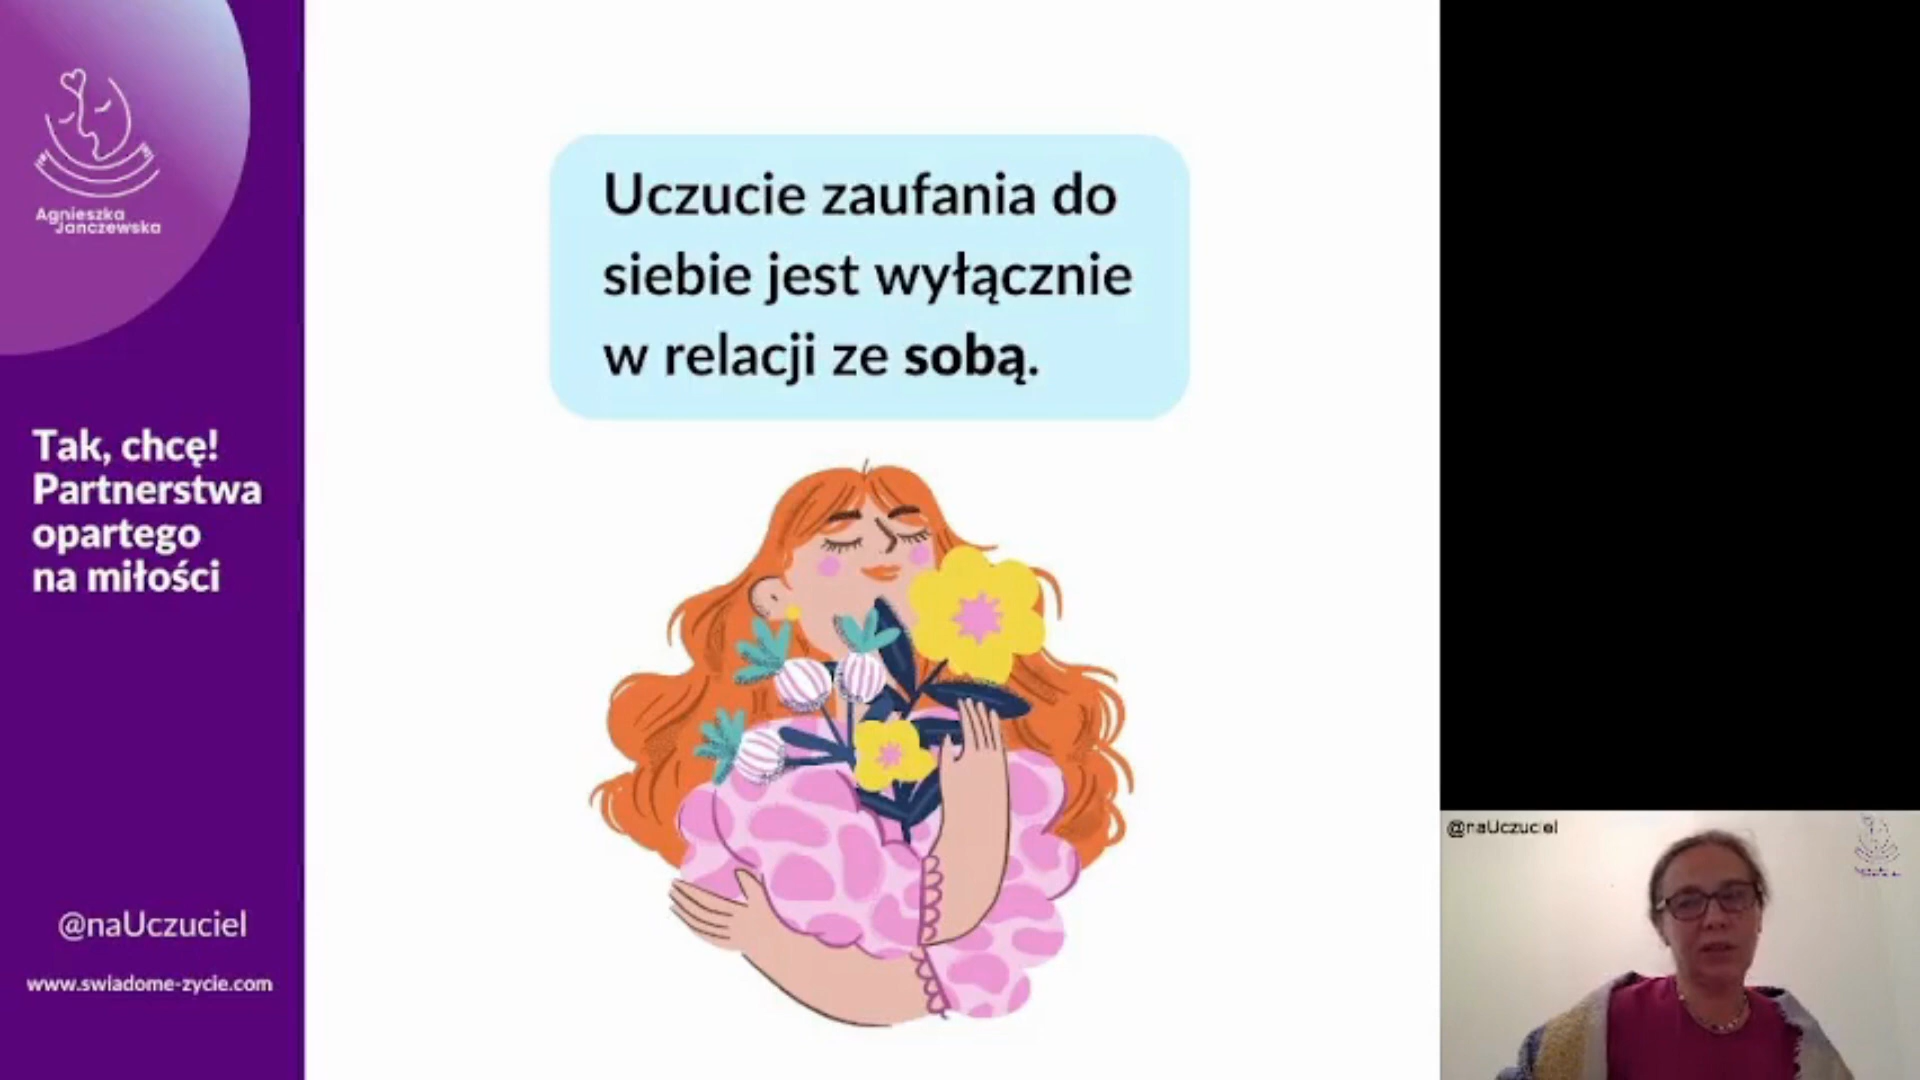 Agnieszka
Janczewska
Tak, chcę!
Partnerstwa
opartego
na miłości
@naUczuciel
www.swiadome-zycie.com
Uczucie zaufania do
siebie jest wyłącznie
w relacji ze sobą.
@naUczuciel